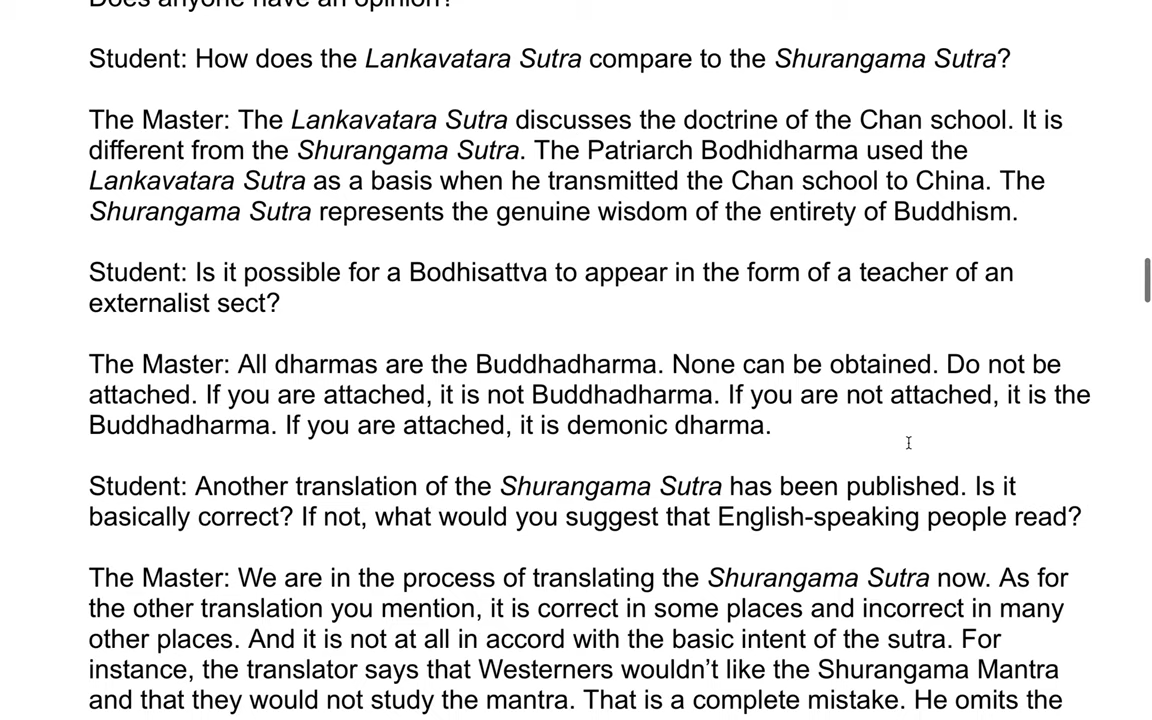 Does anyone have an opinion?
Student: How does the Lankavatara Sutra compare to the Shurangama Sutra?
The Master: The Lankavatara Sutra discusses the doctrine of the Chan school. It is
different from the Shurangama Sutra. The Patriarch Bodhidharma used the
Lankavatara Sutra as a basis when he transmitted the Chan school to China. The
Shurangama Sutra represents the genuine wisdom of the entirety of Buddhism.
Student: Is it possible for a Bodhisattva to appear in the form of a teacher of an
externalist sect?
The Master: All dharmas are the Buddhadharma. None can be obtained. Do not be
attached. If you are attached, it is not Buddhadharma. If you are not attached, it is the
Buddhadharma. If you are attached, it is demonic dharma.
Student: Another translation of the Shurangama Sutra has been published. Is it
basically correct? If not, what would you suggest that English-speaking people read?
The Master: We are in the process of translating the Shurangama Sutra now. As for
the other translation you mention, it is correct in some places and incorrect in many
other places. And it is not at all in accord with the basic intent of the sutra. For
instance, the translator says that Westerners wouldn’t like the Shurangama Mantra
and that they would not study the mantra. That is a complete mistake. He omits the